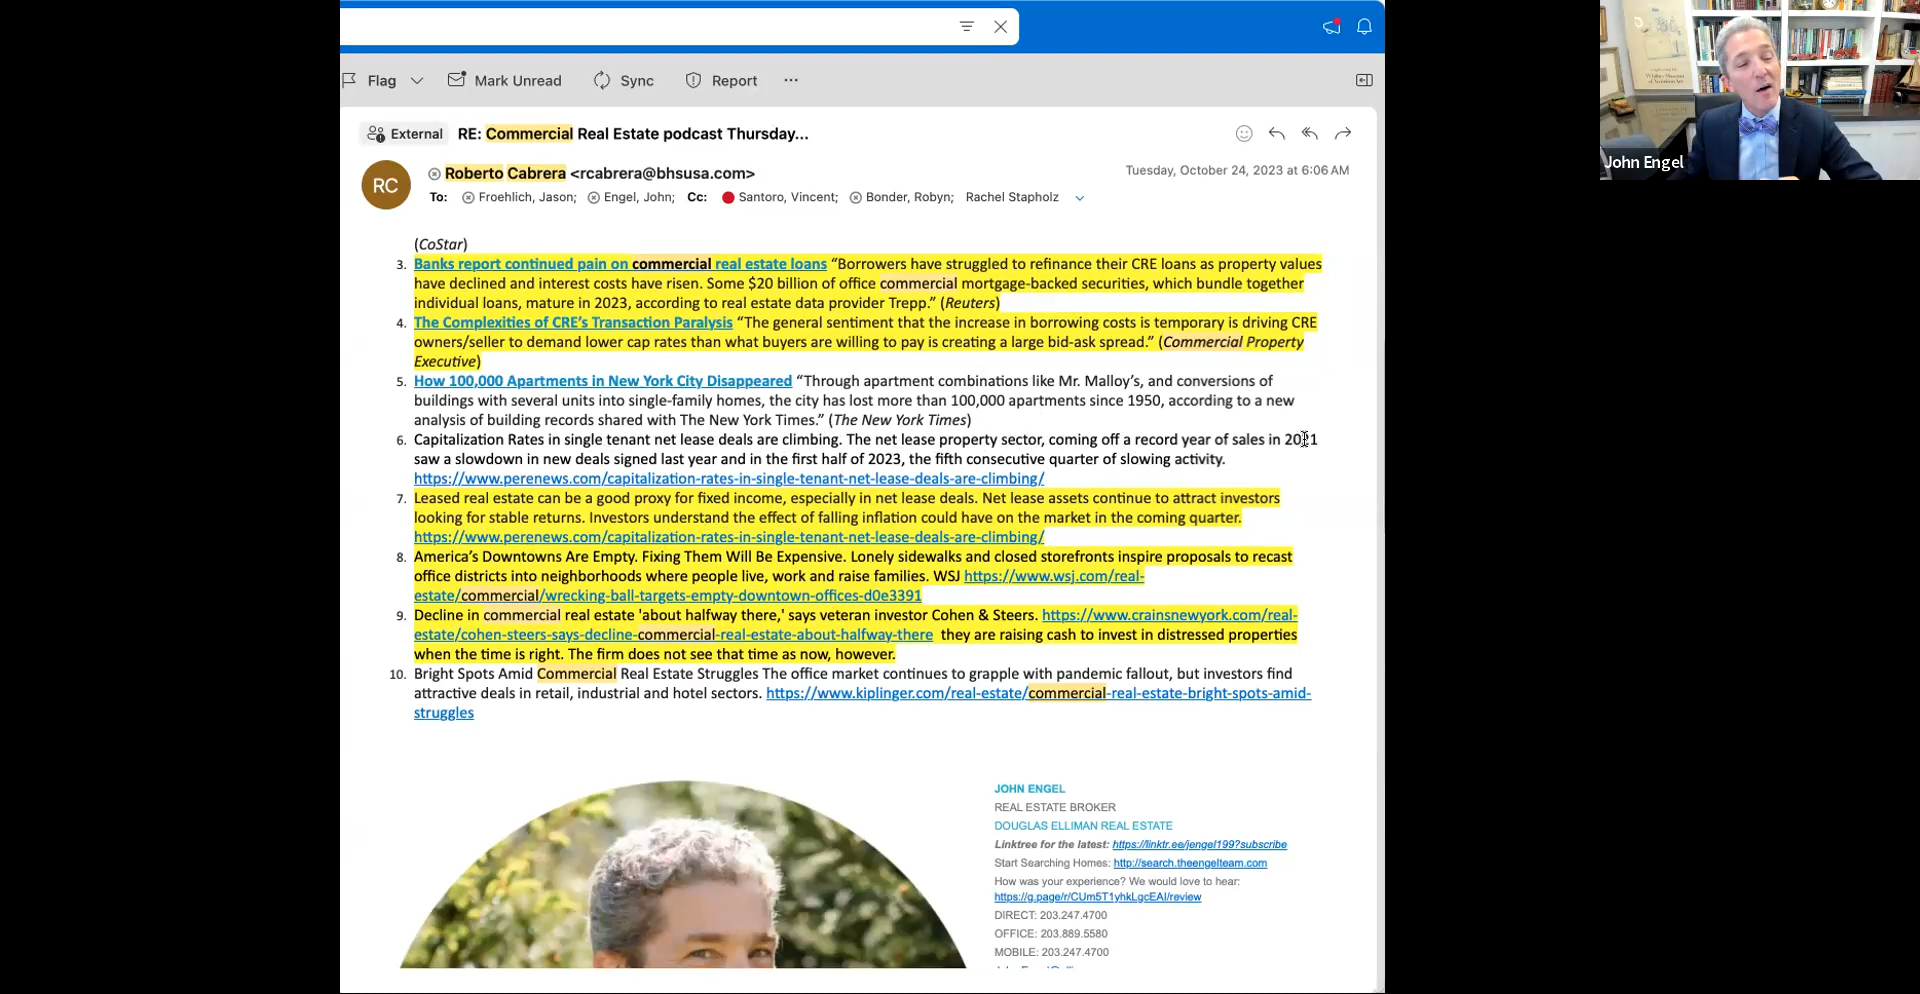 Flag
Mark Unread
Sync
Report
External
RE: Commercial Real Estate podcast Thursday...
RC
Roberto Cabrera <rcabrera@bhsusa.com>
Tuesday, October 24, 2023 at 6:06 AM
To: Froehlich, Jason; Engel, John; Cc: Santoro, Vincent; Bonder, Robyn; Rachel Stapholz
John Engel
(CoStar)
3. Banks report continued pain on commercial real estate loans “Borrowers have struggled to refinance their CRE loans as property values
have declined and interest costs have risen. Some $20 billion of office commercial mortgage-backed securities, which bundle together
individual loans, mature in 2023, according to real estate data provider Trepp.” (Reuters)
4. The Complexities of CRE’s Transaction Paralysis “The general sentiment that the increase in borrowing costs is temporary is driving CRE
owners/seller to demand lower cap rates than what buyers are willing to pay is creating a large bid-ask spread.” (Commercial Property
Executive)
5. How 100,000 Apartments in New York City Disappeared “Through apartment combinations like Mr. Malloy’s, and conversions of
buildings with several units into single-family homes, the city has lost more than 100,000 apartments since 1950, according to a new
analysis of building records shared with The New York Times.” (The New York Times)
6. Capitalization Rates in single tenant net lease deals are climbing. The net lease property sector, coming off a record year of sales in 2021
saw a slowdown in new deals signed last year and in the first half of 2023, the fifth consecutive quarter of slowing activity.
https://www.perenews.com/capitalization-rates-in-single-tenant-net-lease-deals-are-climbing/
7. Leased real estate can be a good proxy for fixed income, especially in net lease deals. Net lease assets continue to attract investors
looking for stable returns. Investors understand the effect of falling inflation could have on the market in the coming quarter.
https://www.perenews.com/capitalization-rates-in-single-tenant-net-lease-deals-are-climbing/
8. America’s Downtowns Are Empty. Fixing Them Will Be Expensive. Lonely sidewalks and closed storefronts inspire proposals to recast
office districts into neighborhoods where people live, work and raise families. WSJ https://www.wsj.com/real-
estate/commercial/wrecking-ball-targets-empty-downtown-offices-d0e3391
9. Decline in commercial real estate 'about halfway there,' says veteran investor Cohen & Steers. https://www.crainsnewyork.com/real-
estate/cohen-steers-says-decline-commercial-real-estate-about-halfway-there they are raising cash to invest in distressed properties
when the time is right. The firm does not see that time as now, however.
10. Bright Spots Amid Commercial Real Estate Struggles The office market continues to grapple with pandemic fallout, but investors find
attractive deals in retail, industrial and hotel sectors. https://www.kiplinger.com/real-estate/commercial-real-estate-bright-spots-amid-
struggles
JOHN ENGEL
REAL ESTATE BROKER
DOUGLAS ELLIMAN REAL ESTATE
Linktree for the latest: https://linktr.ee/jengel199?subscribe
Start Searching Homes: http://search.theengelteam.com
How was your experience? We would love to hear:
https://g.page/r/CUm5T1yhkLgcEAI/review
DIRECT: 203.247.4700
OFFICE: 203.889.5580
MOBILE: 203.247.4700